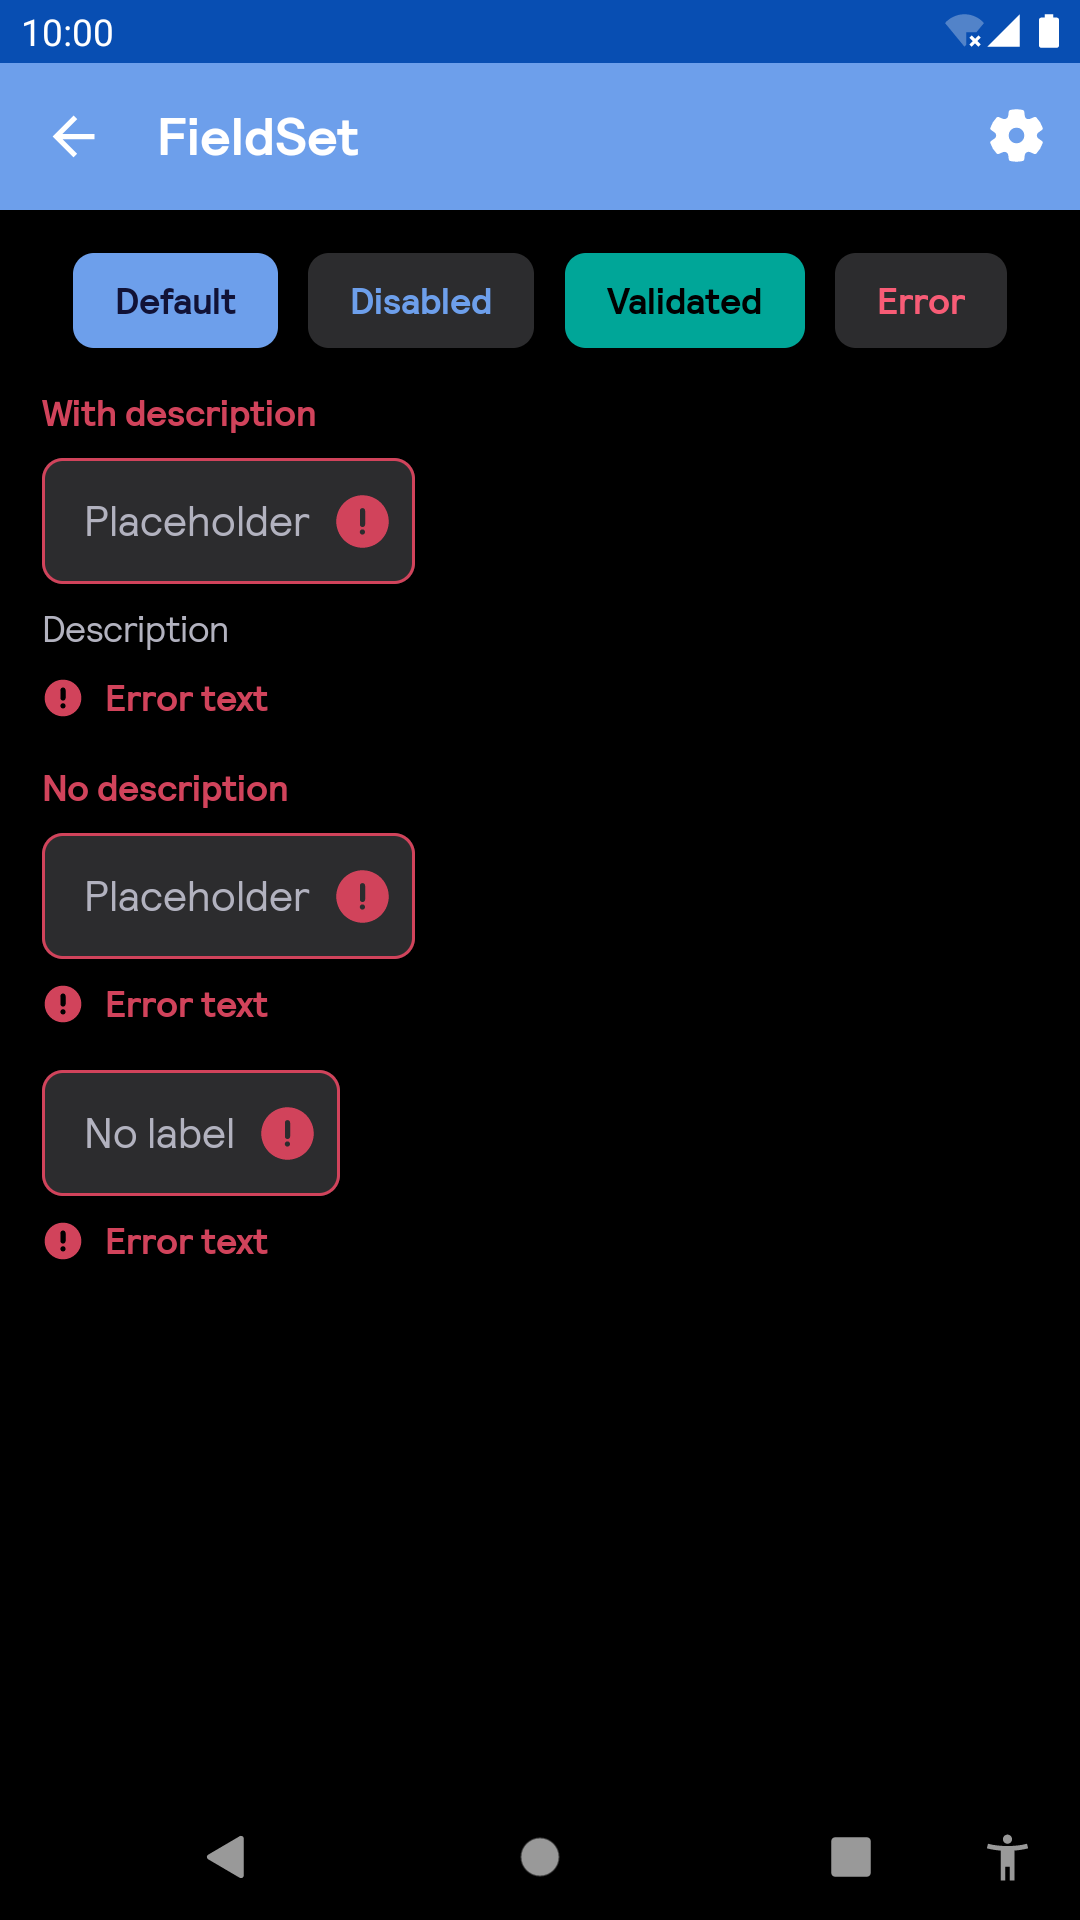 10:00
FieldSet
Default Disabled Validated Error
With description
Placeholder
Description
Error text
No description
Placeholder
Error text
No label
Error text